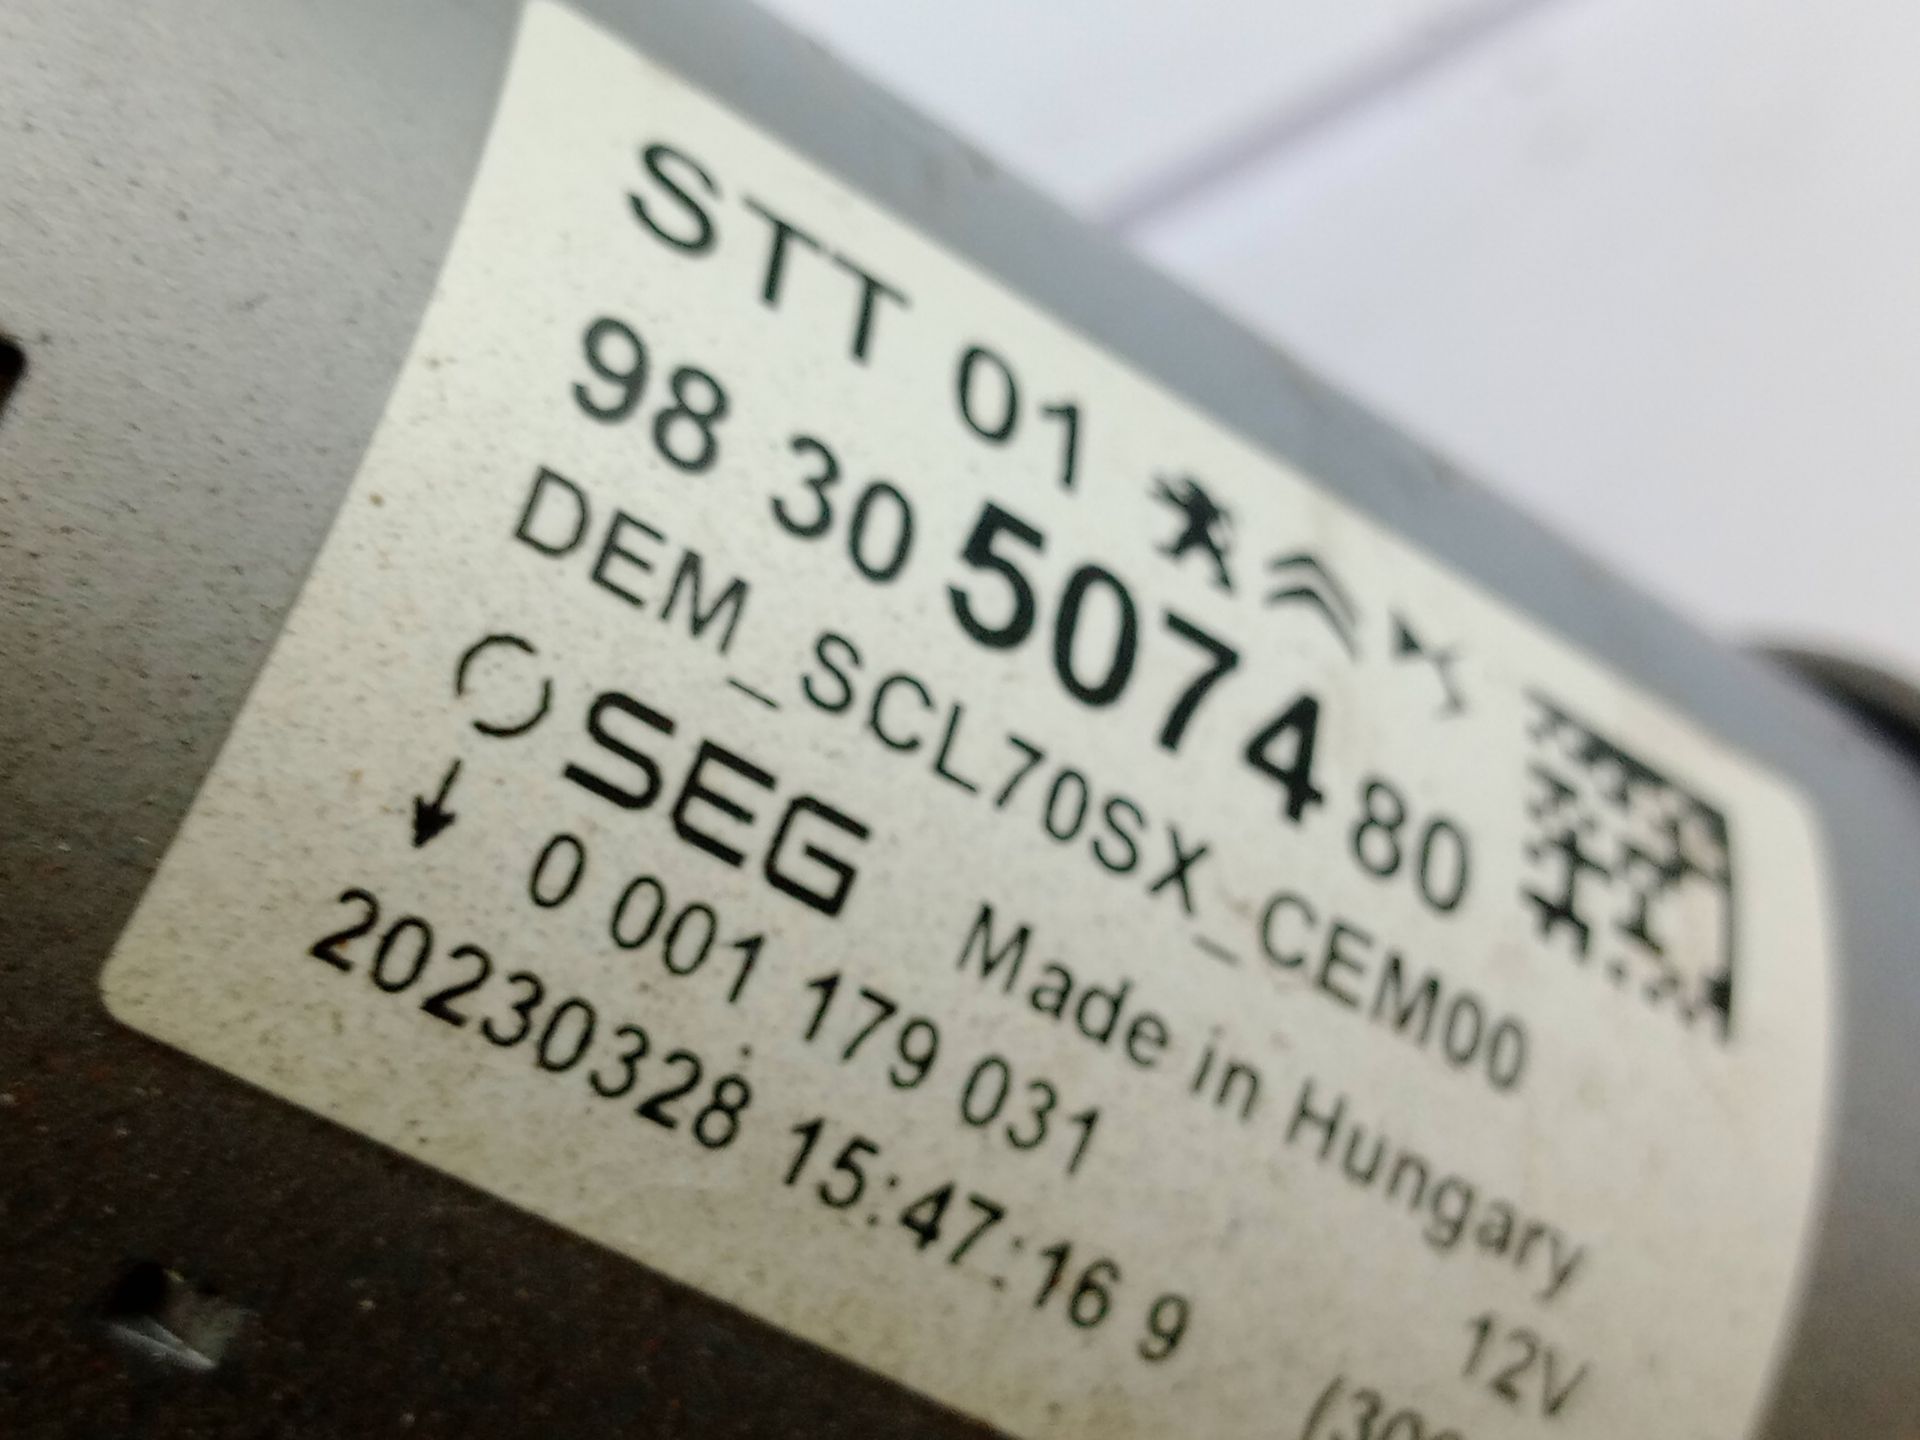 STT 01
98 30 5074 80
DEM_SCL70SX_CEM00
SEG Made in Hungary
0 001 179 031 12V
20230328 15:47:16 9